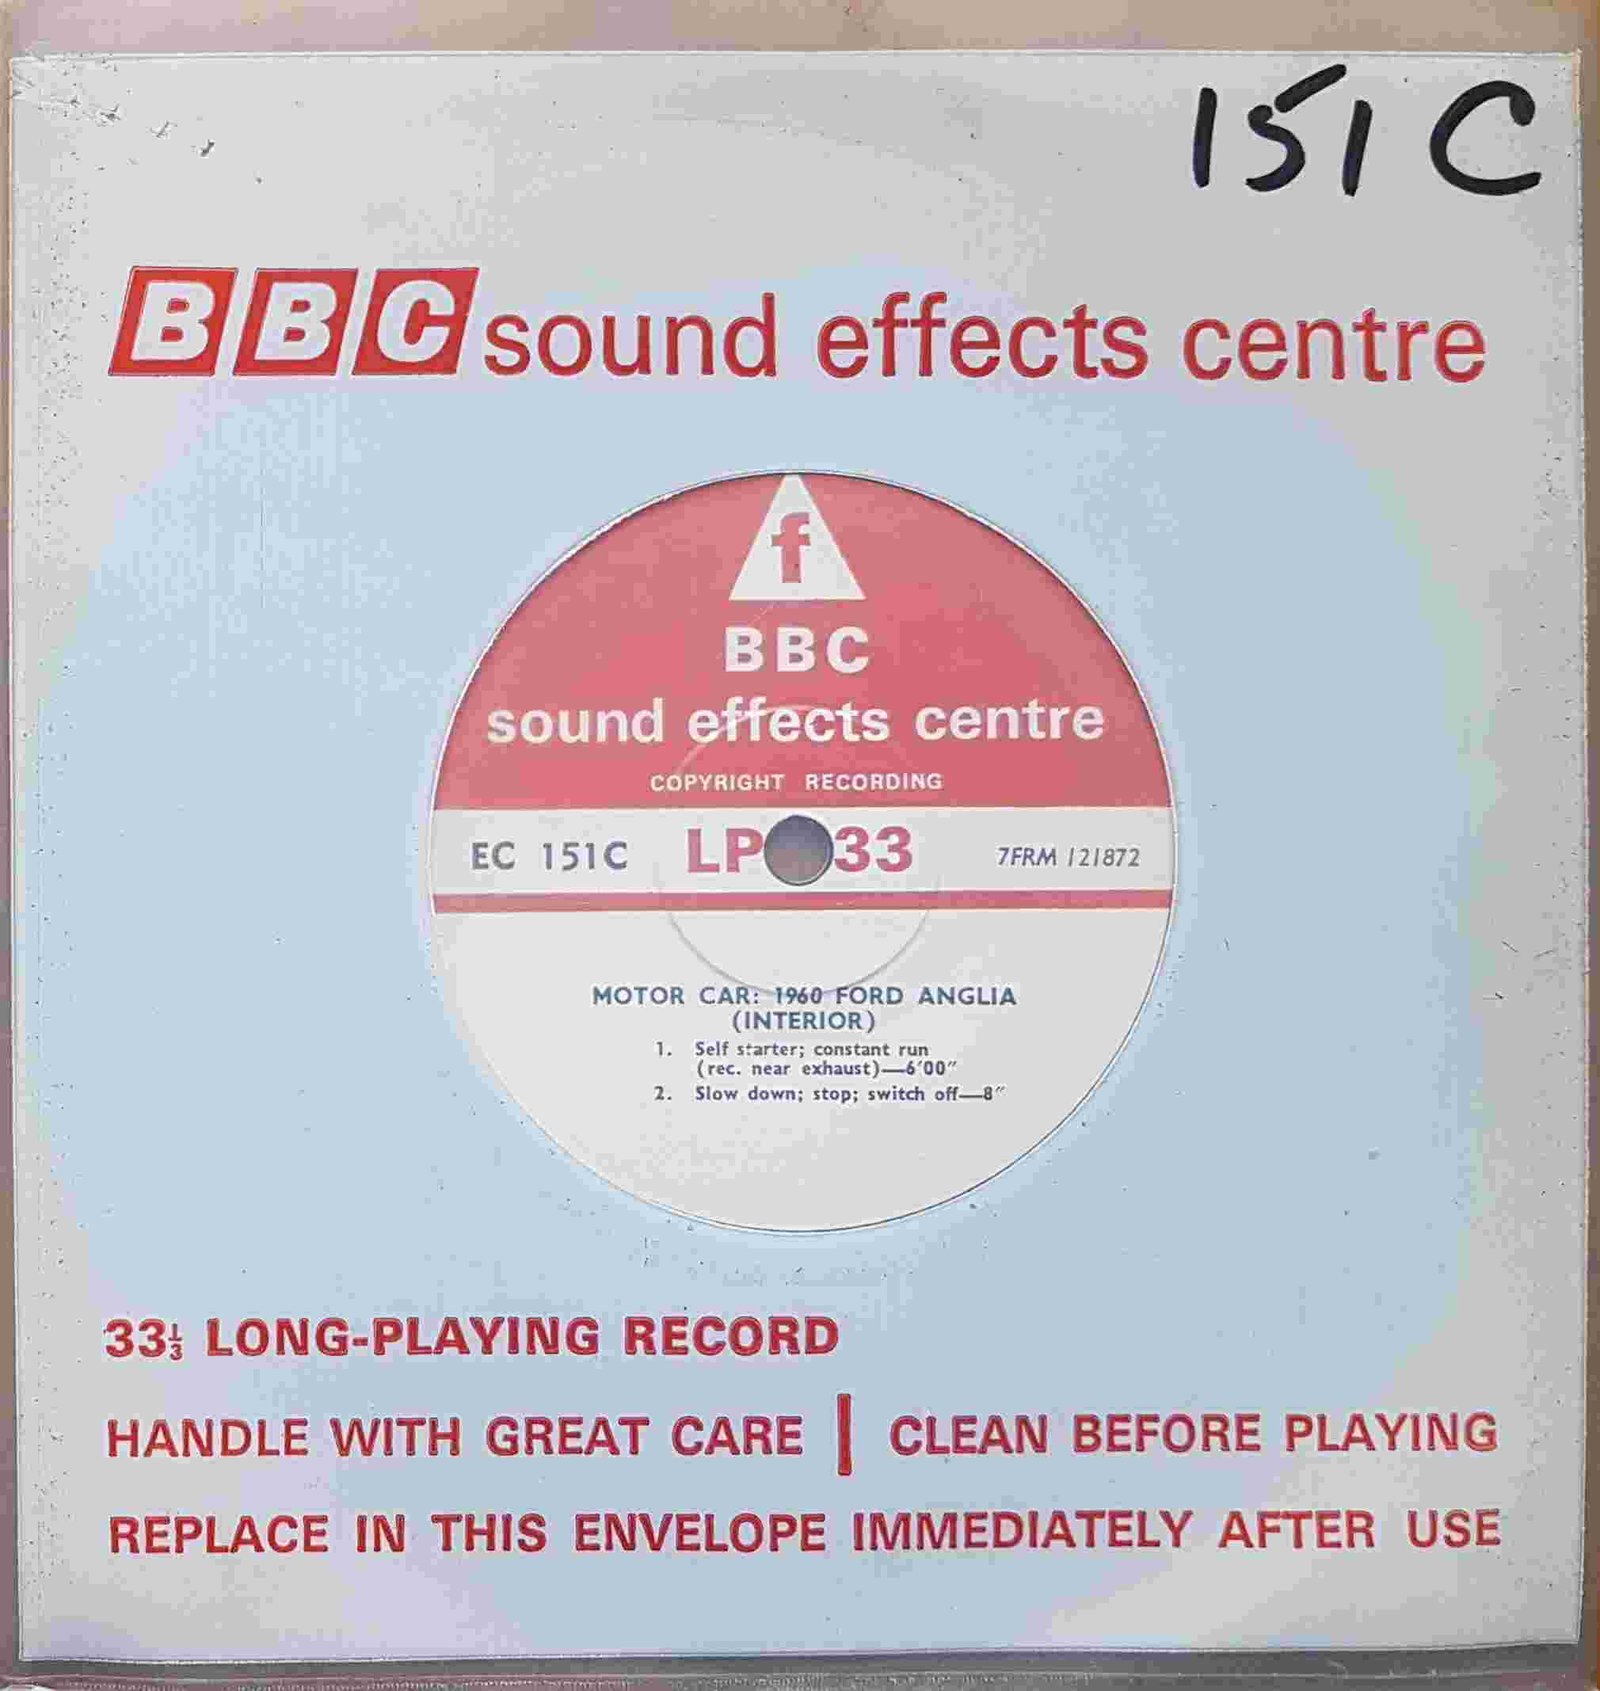 151 C
BBC sound effects centre
f
BBC
sound effects centre
COPYRIGHT RECORDING
EC 151C LP 33 7FRM 121872
MOTOR CAR: 1960 FORD ANGLIA
(INTERIOR)
1. Self starter; constant run
(rec. near exhaust)—6'00"
2. Slow down; stop; switch off—8"
33⅓ LONG-PLAYING RECORD
HANDLE WITH GREAT CARE | CLEAN BEFORE PLAYING
REPLACE IN THIS ENVELOPE IMMEDIATELY AFTER USE